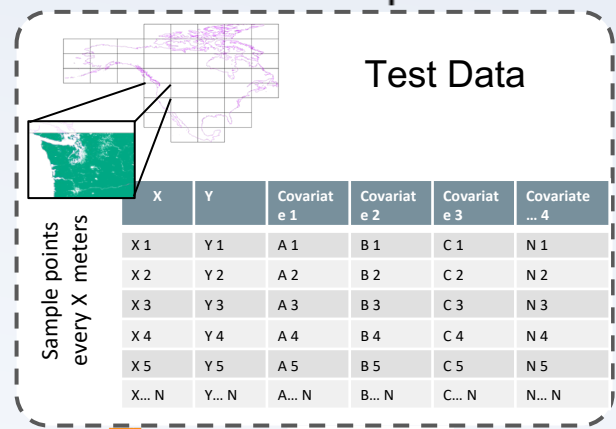 Test Data
Sample points
every X meters
X Y Covariat Covariat Covariat Covariate
e 1 e 2 e 3 … 4
X 1 Y 1 A 1 B 1 C 1 N 1
X 2 Y 2 A 2 B 2 C 2 N 2
X 3 Y 3 A 3 B 3 C 3 N 3
X 4 Y 4 A 4 B 4 C 4 N 4
X 5 Y 5 A 5 B 5 C 5 N 5
X... N Y... N A... N B... N C... N N... N